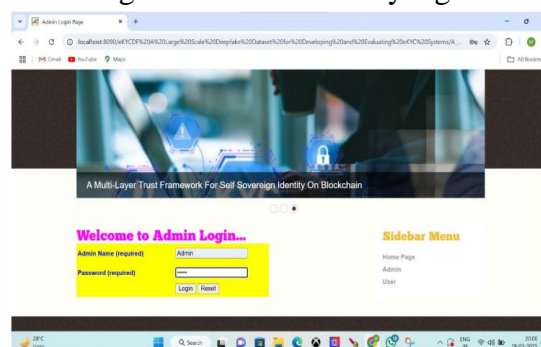 Admin Login Page
localhost:8090/eKYCDF%20A%20Large%20Scale%20Deepfake%20Dataset%20for%20Developing%20and%20Evaluating%20eKYC%20Systems/A...
Gmail YouTube Maps
All Bookm
A Multi-Layer Trust Framework For Self Sovereign Identity On Blockchain
Welcome to Admin Login...
Admin Name (required) Admin
Password (required)
Login Reset
Sidebar Menu
Home Page
Admin
User
28°C
Search
ENG
IN
20:06